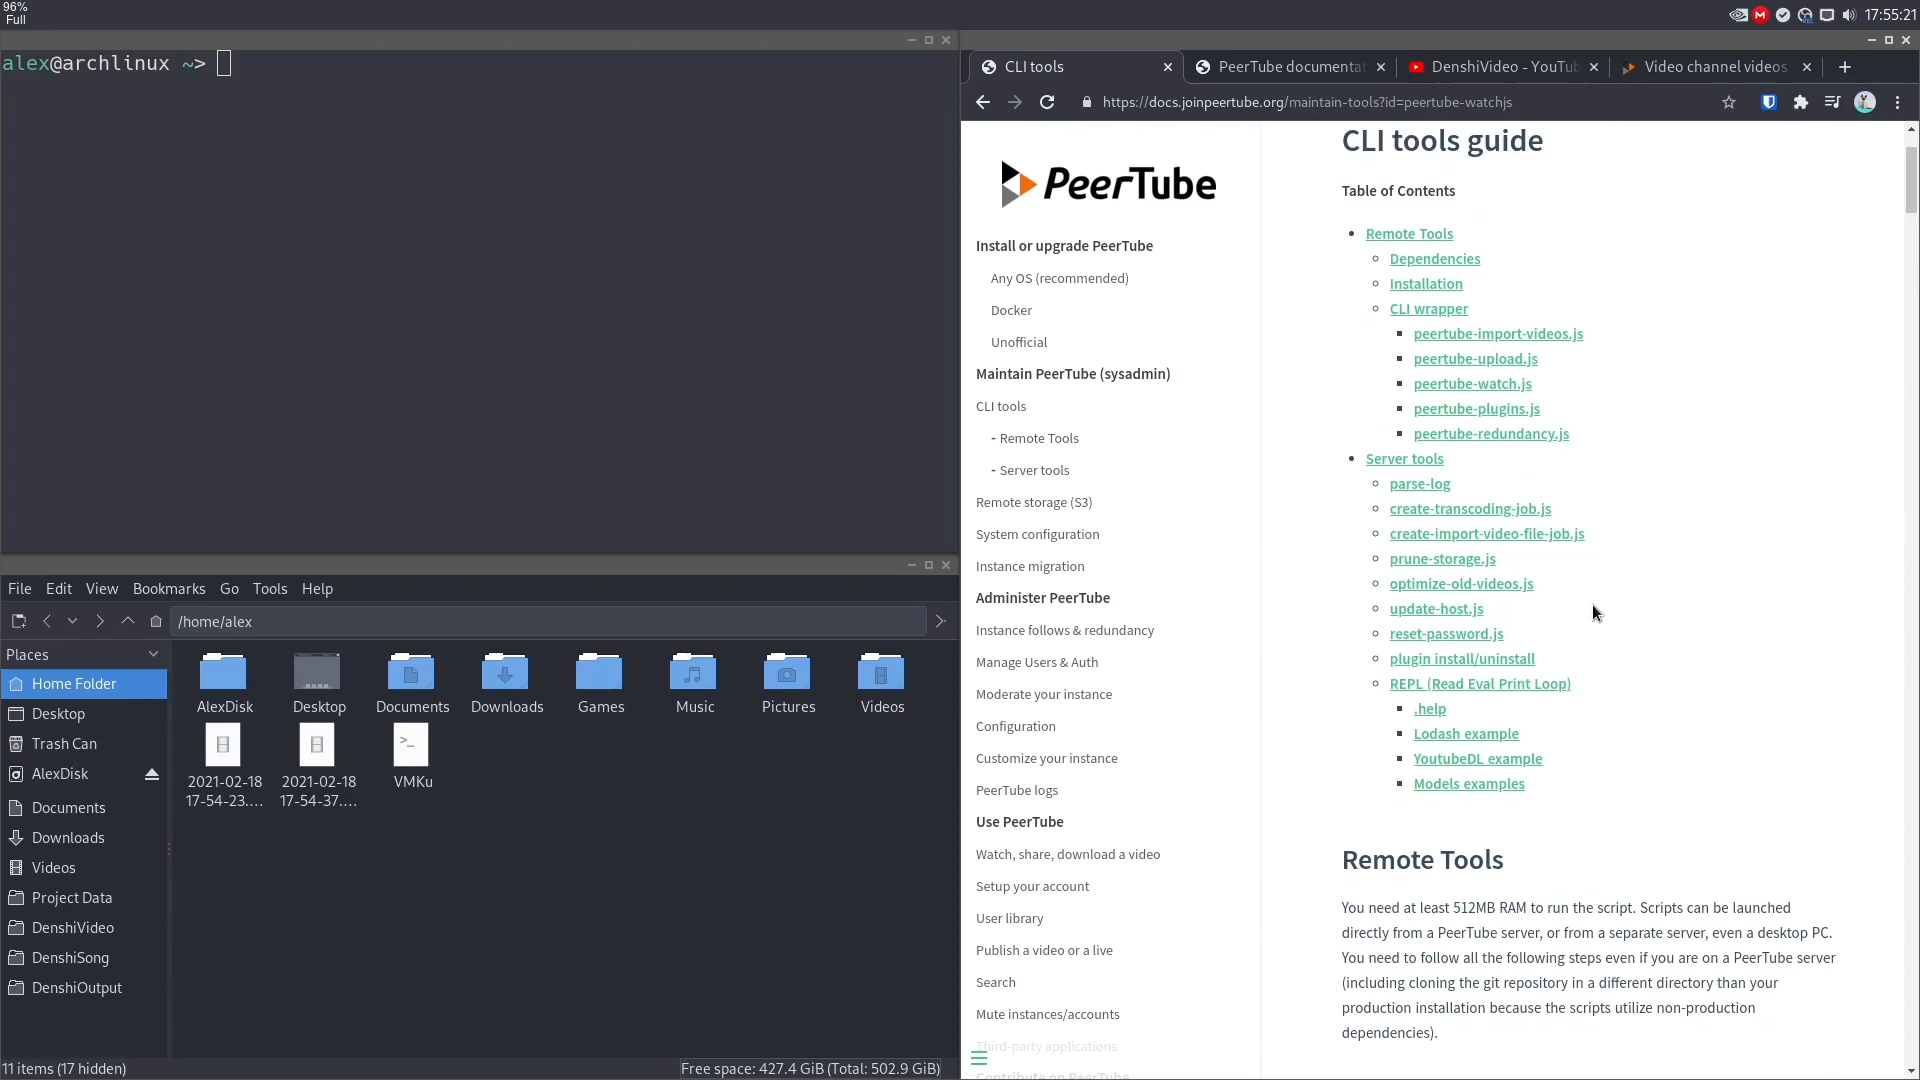 96%
Full
17:55:21
alex@archlinux ~>
File Edit View Bookmarks Go Tools Help
/home/alex
Places
Home Folder
Desktop
Trash Can
AlexDisk
Documents
Downloads
Videos
Project Data
DenshiVideo
DenshiSong
DenshiOutput
AlexDisk Desktop Documents Downloads Games Music Pictures Videos
2021-02-18
17-54-23....
2021-02-18
17-54-37....
VMKu
11 items (17 hidden)
Free space: 427.4 GiB (Total: 502.9 GiB)
CLI tools
PeerTube documentat
DenshiVideo - YouTub
Video channel videos
https://docs.joinpeertube.org/maintain-tools?id=peertube-watchjs
PeerTube
Install or upgrade PeerTube
Any OS (recommended)
Docker
Unofficial
Maintain PeerTube (sysadmin)
CLI tools
- Remote Tools
- Server tools
Remote storage (S3)
System configuration
Instance migration
Administer PeerTube
Instance follows & redundancy
Manage Users & Auth
Moderate your instance
Configuration
Customize your instance
PeerTube logs
Use PeerTube
Watch, share, download a video
Setup your account
User library
Publish a video or a live
Search
Mute instances/accounts
Third-party applications
Contribute on PeerTube
CLI tools guide
Table of Contents
Remote Tools
Dependencies
Installation
CLI wrapper
peertube-import-videos.js
peertube-upload.js
peertube-watch.js
peertube-plugins.js
peertube-redundancy.js
Server tools
parse-log
create-transcoding-job.js
create-import-video-file-job.js
prune-storage.js
optimize-old-videos.js
update-host.js
reset-password.js
plugin install/uninstall
REPL (Read Eval Print Loop)
.help
Lodash example
YoutubeDL example
Models examples
Remote Tools
You need at least 512MB RAM to run the script. Scripts can be launched
directly from a PeerTube server, or from a separate server, even a desktop PC.
You need to follow all the following steps even if you are on a PeerTube server
(including cloning the git repository in a different directory than your
production installation because the scripts utilize non-production
dependencies).